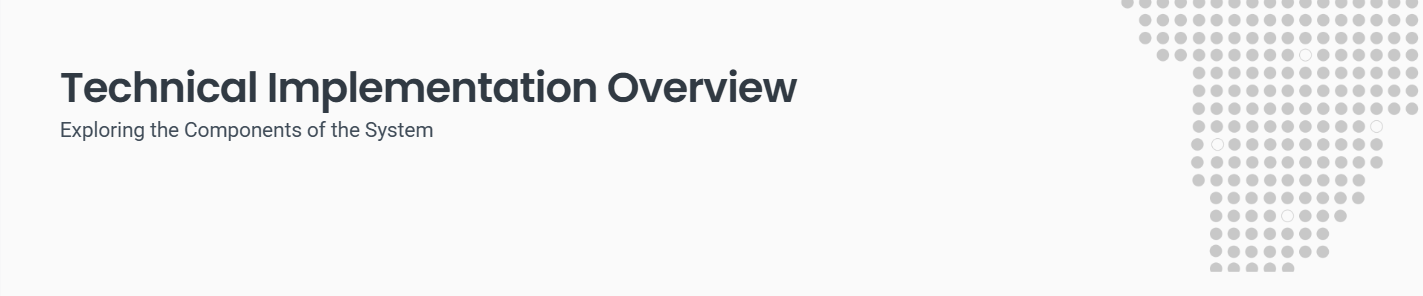 Technical Implementation Overview
Exploring the Components of the System